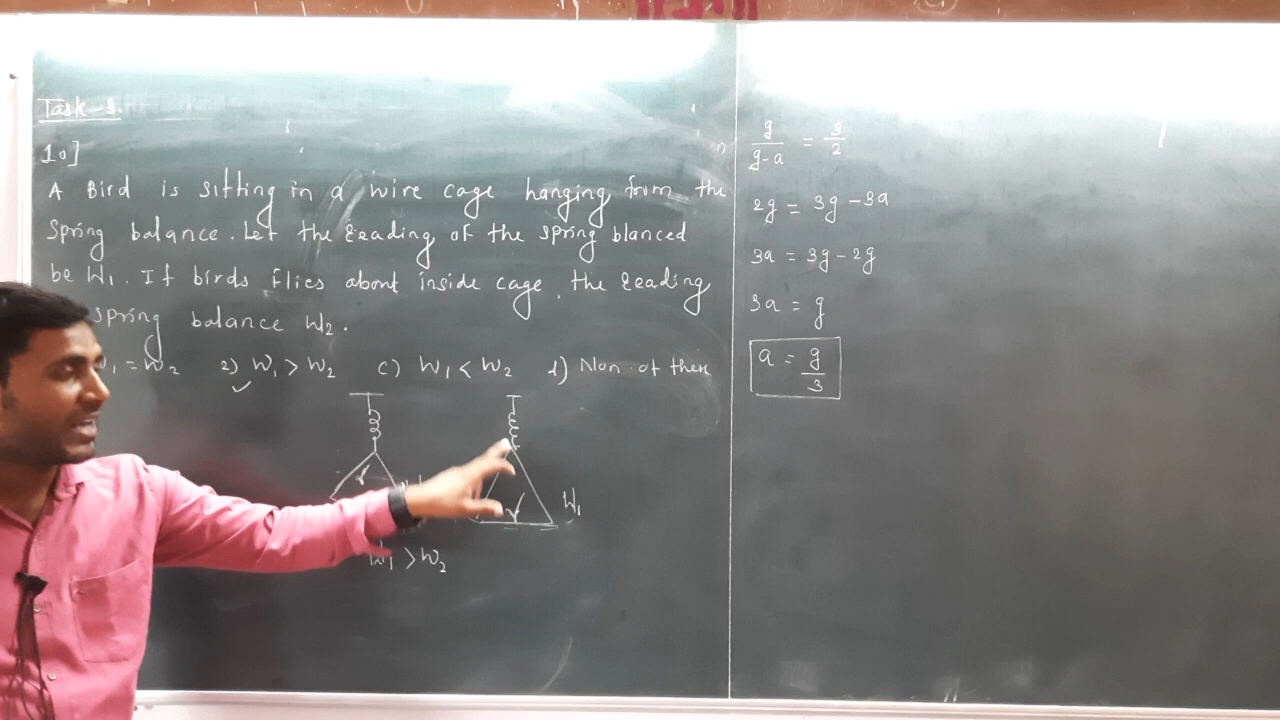 Task-3.
10]
A Bird is sitting in a wire cage hanging from the
Spring balance. Let the reading of the spring blanced
be W₁. If birds flies about inside cage, the reading
spring balance W₂.
W₁ = W₂ 2) W₁ > W₂ c) W₁ < W₂ d) Non of these
W₁
W₁ > W₂
g/(g-a) = 3/2
2g = 3g - 3a
3a = 3g - 2g
3a = g
a = g/3